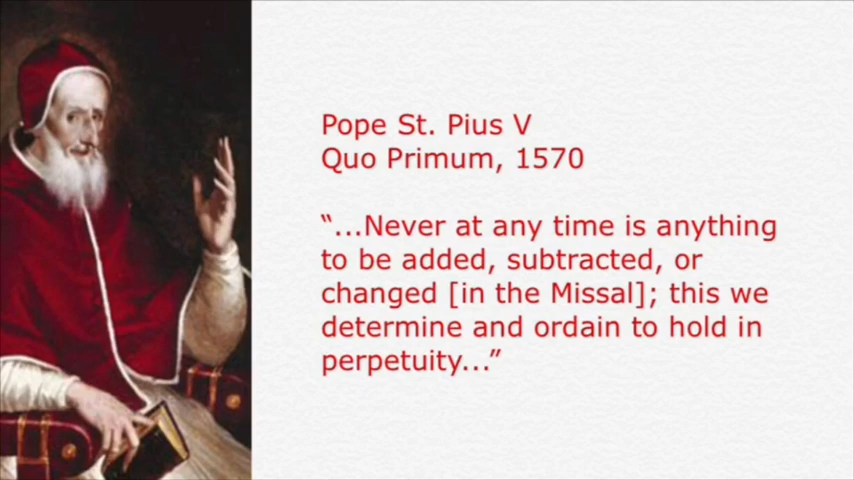 Pope St. Pius V
Quo Primum, 1570
“...Never at any time is anything
to be added, subtracted, or
changed [in the Missal]; this we
determine and ordain to hold in
perpetuity...”